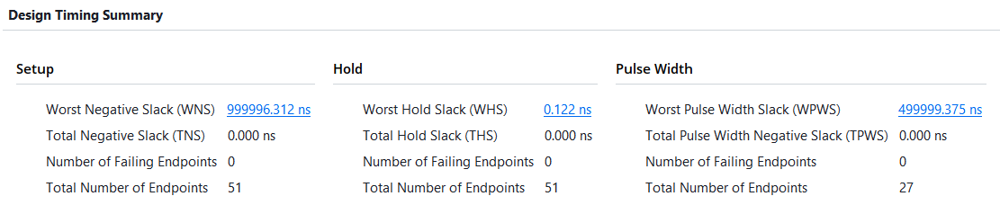 Design Timing Summary
Setup Hold Pulse Width
Worst Negative Slack (WNS) 999996.312 ns Worst Hold Slack (WHS) 0.122 ns Worst Pulse Width Slack (WPWS) 499999.375 ns
Total Negative Slack (TNS) 0.000 ns Total Hold Slack (THS) 0.000 ns Total Pulse Width Negative Slack (TPWS) 0.000 ns
Number of Failing Endpoints 0 Number of Failing Endpoints 0 Number of Failing Endpoints 0
Total Number of Endpoints 51 Total Number of Endpoints 51 Total Number of Endpoints 27